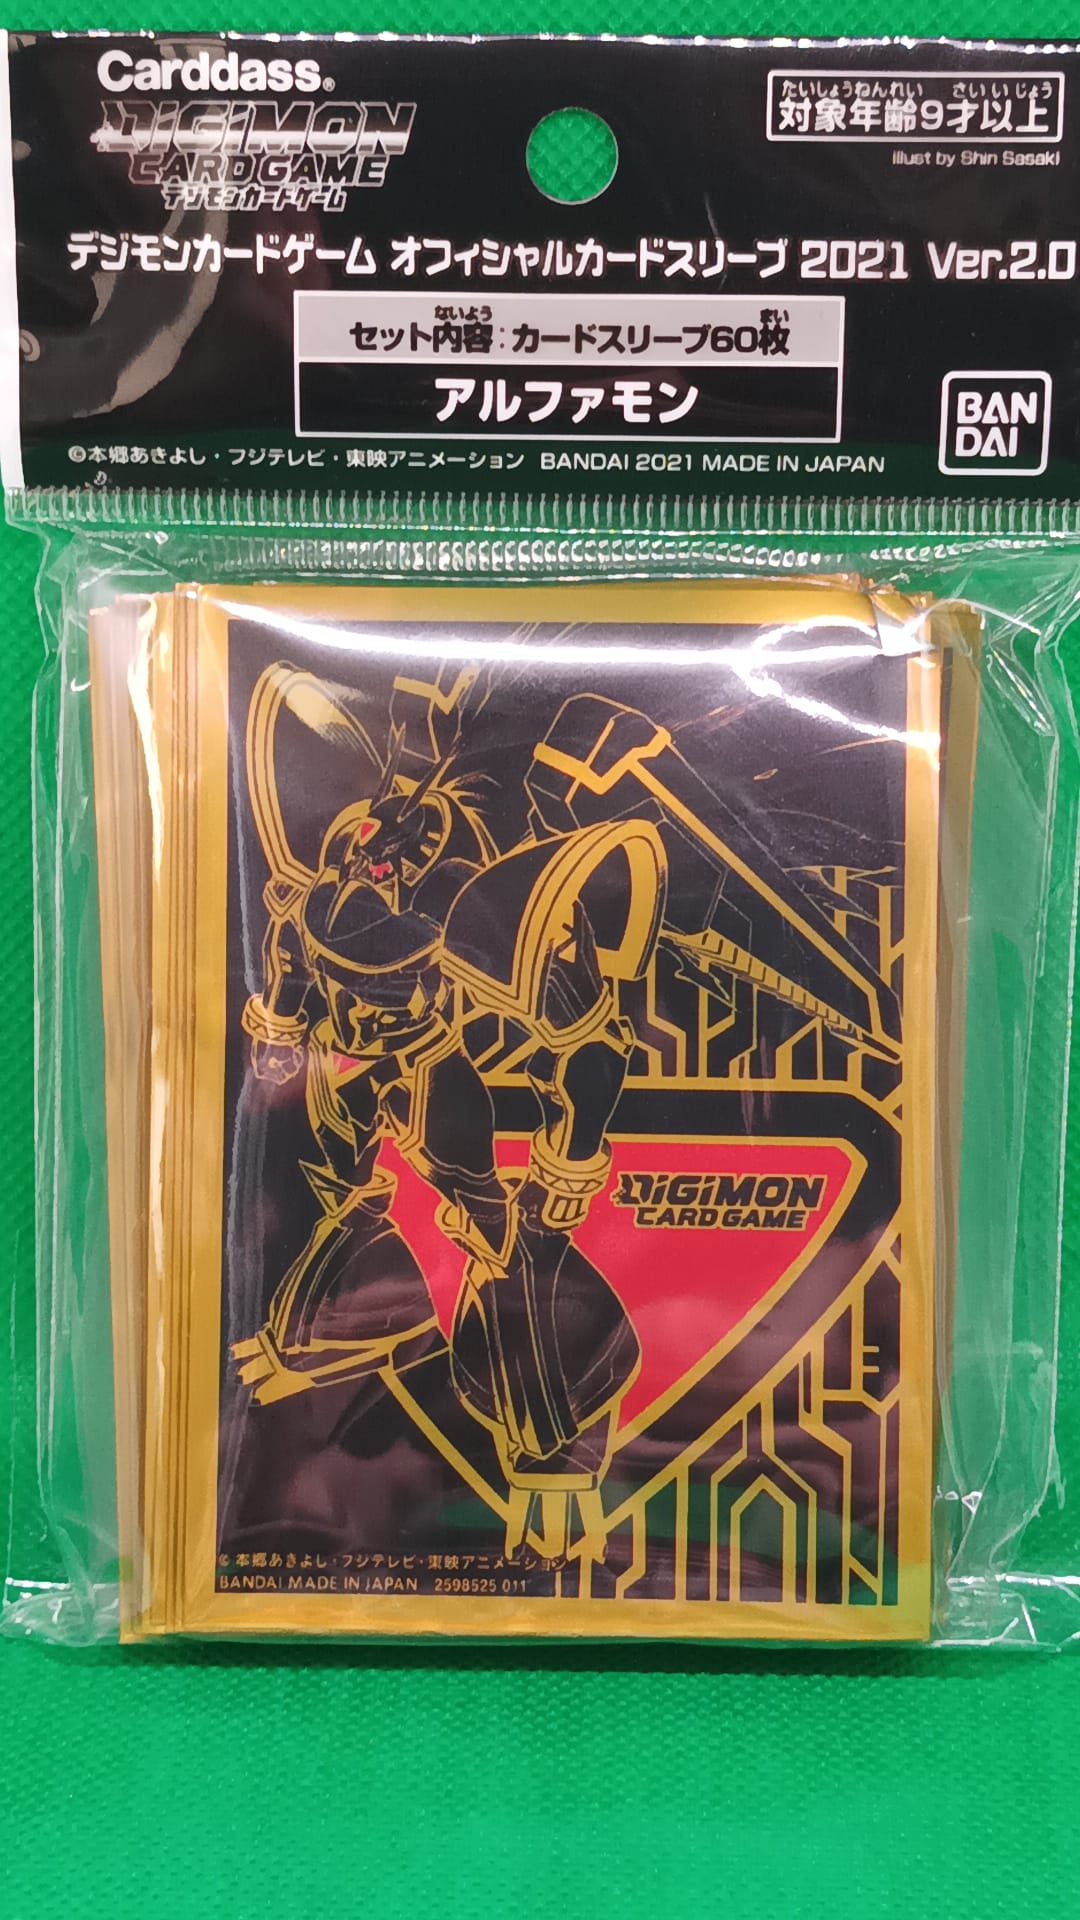 Carddass®
DIGIMON
CARD GAME
デジモンカードゲーム
たいしょうねんれい さいいじょう
対象年齢9才以上
illust by Shin Sasaki
デジモンカードゲーム オフィシャルカードスリーブ 2021 Ver.2.0
ないよう まい
セット内容:カードスリーブ60枚
アルファモン
BAN
DAI
©本郷あきよし・フジテレビ・東映アニメーション BANDAI 2021 MADE IN JAPAN
DIGIMON
CARD GAME
© 本郷あきよし・フジテレビ・東映アニメーション
BANDAI MADE IN JAPAN 2598525 011